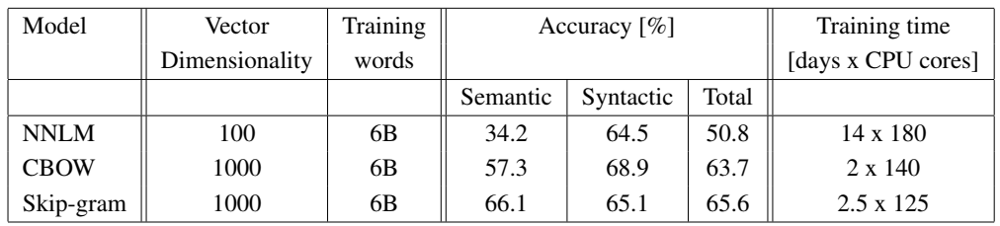 Model Vector Training Accuracy [%] Training time
Dimensionality words [days x CPU cores]
Semantic Syntactic Total
NNLM 100 6B 34.2 64.5 50.8 14 x 180
CBOW 1000 6B 57.3 68.9 63.7 2 x 140
Skip-gram 1000 6B 66.1 65.1 65.6 2.5 x 125